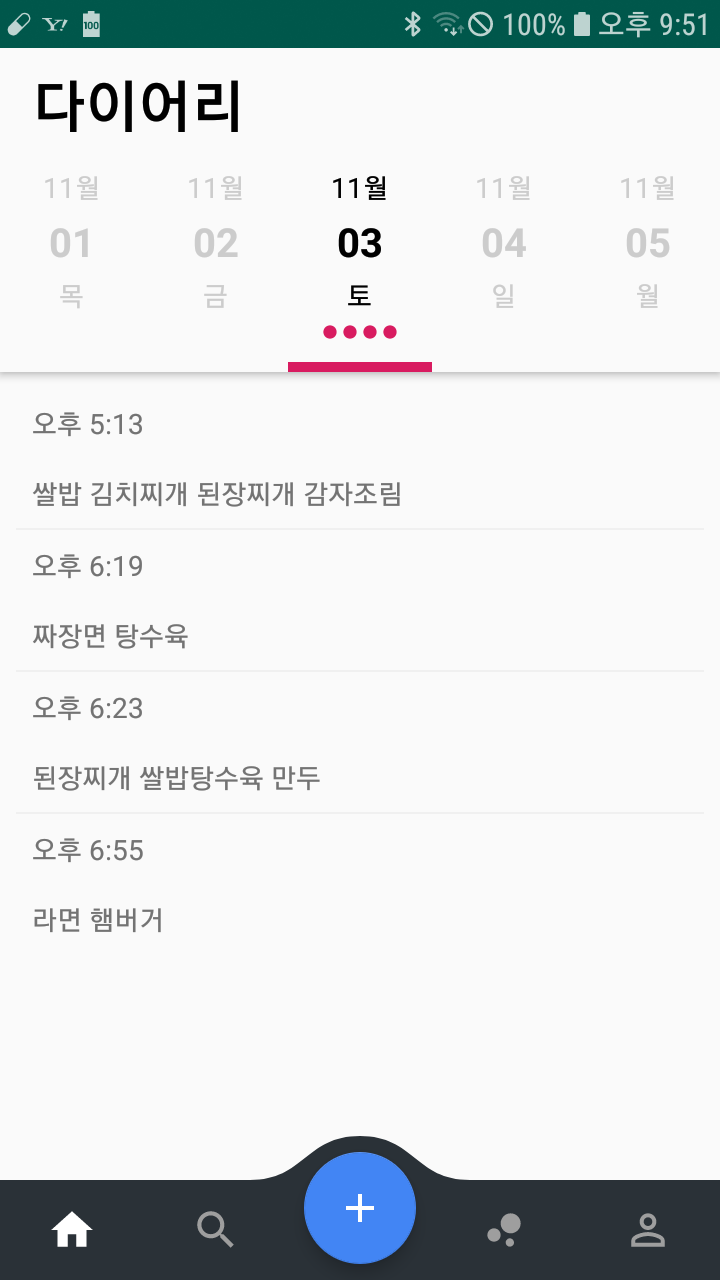 Y! 100 100% 오후 9:51
다이어리
11월 11월 11월 11월 11월
01 02 03 04 05
목 금 토 일 월
오후 5:13
쌀밥 김치찌개 된장찌개 감자조림
오후 6:19
짜장면 탕수육
오후 6:23
된장찌개 쌀밥탕수육 만두
오후 6:55
라면 햄버거